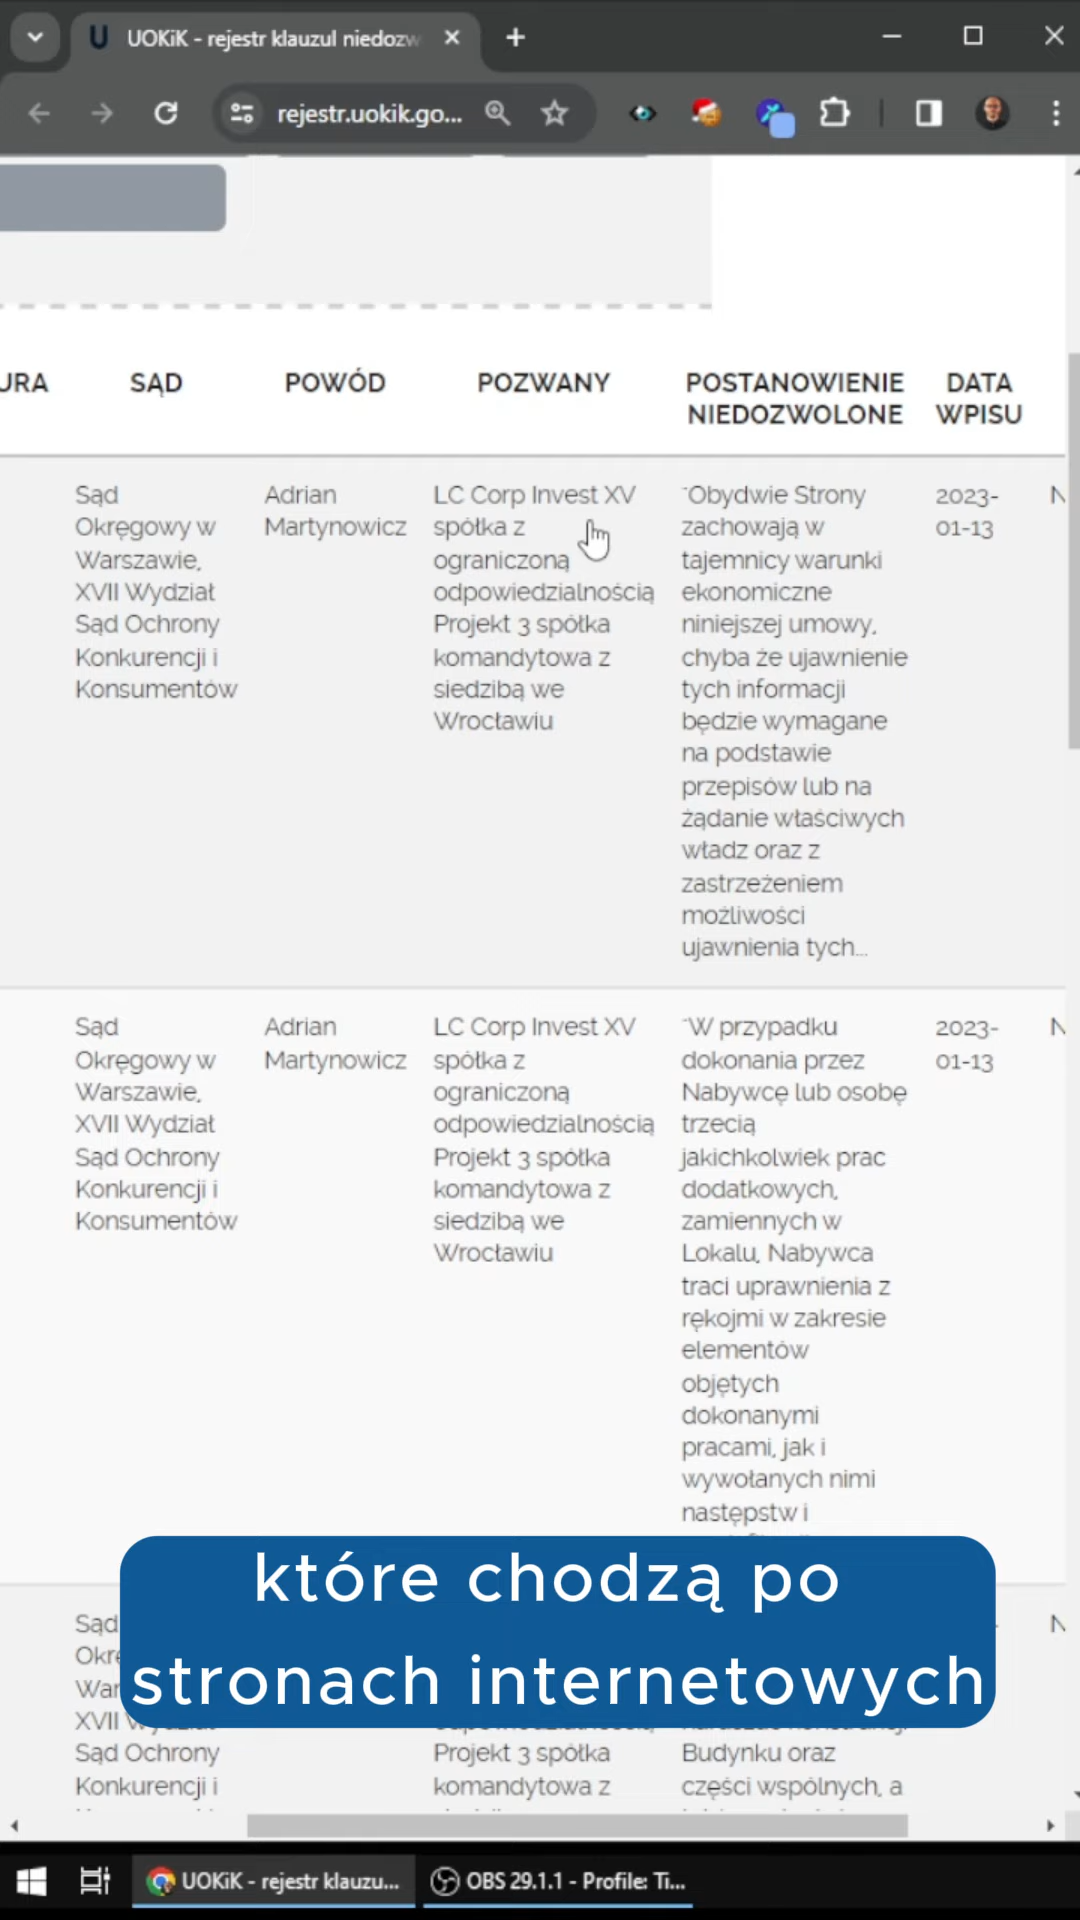 UOKiK - rejestr klauzul niedozw
rejestr.uokik.go...
URA
SĄD
POWÓD
POZWANY
POSTANOWIENIE
NIEDOZWOLONE
DATA
WPISU
Sąd
Okręgowy w
Warszawie,
XVII Wydział
Sąd Ochrony
Konkurencji i
Konsumentów
Adrian
Martynowicz
LC Corp Invest XV
spółka z
ograniczoną
odpowiedzialnością
Projekt 3 spółka
komandytowa z
siedzibą we
Wrocławiu
"Obydwie Strony
zachowają w
tajemnicy warunki
ekonomiczne
niniejszej umowy,
chyba że ujawnienie
tych informacji
będzie wymagane
na podstawie
przepisów lub na
żądanie właściwych
władz oraz z
zastrzeżeniem
możliwości
ujawnienia tych...
2023-
01-13
N
Sąd
Okręgowy w
Warszawie,
XVII Wydział
Sąd Ochrony
Konkurencji i
Konsumentów
Adrian
Martynowicz
LC Corp Invest XV
spółka z
ograniczoną
odpowiedzialnością
Projekt 3 spółka
komandytowa z
siedzibą we
Wrocławiu
"W przypadku
dokonania przez
Nabywcę lub osobę
trzecią
jakichkolwiek prac
dodatkowych,
zamiennych w
Lokalu, Nabywca
traci uprawnienia z
rękojmi w zakresie
elementów
objętych
dokonanymi
pracami, jak i
wywołanych nimi
następstw i
które chodzą po
stronach internetowych
Sąd
Okrę
War
XVII
Sąd Ochrony
Konkurencji i
Projekt 3 spółka
komandytowa z
Budynku oraz
części wspólnych, a
N
UOKiK - rejestr klauzu...
OBS 29.1.1 - Profile: Ti...